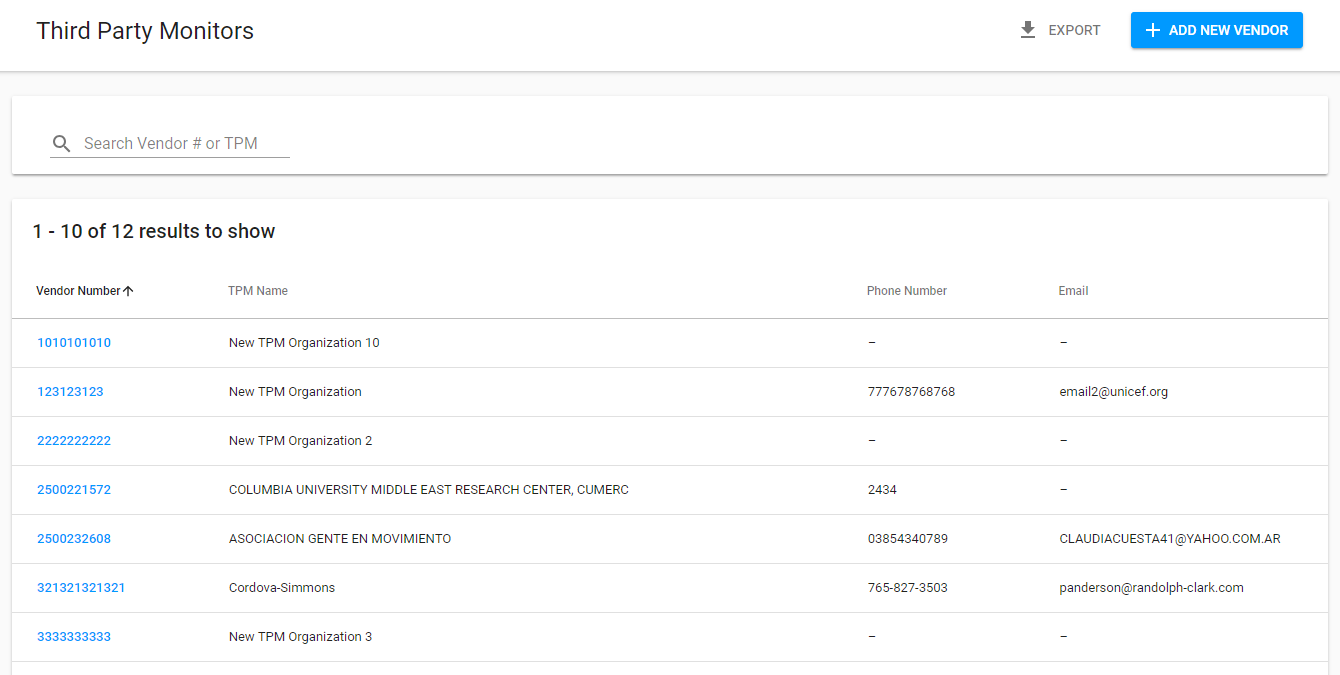 Third Party Monitors
EXPORT
ADD NEW VENDOR
Search Vendor # or TPM
1 - 10 of 12 results to show
Vendor Number TPM Name Phone Number Email
1010101010 New TPM Organization 10 – –
123123123 New TPM Organization 777678768768 email2@unicef.org
2222222222 New TPM Organization 2 – –
2500221572 COLUMBIA UNIVERSITY MIDDLE EAST RESEARCH CENTER, CUMERC 2434 –
2500232608 ASOCIACION GENTE EN MOVIMIENTO 03854340789 CLAUDIACUESTA41@YAHOO.COM.AR
321321321321 Cordova-Simmons 765-827-3503 panderson@randolph-clark.com
3333333333 New TPM Organization 3 – –